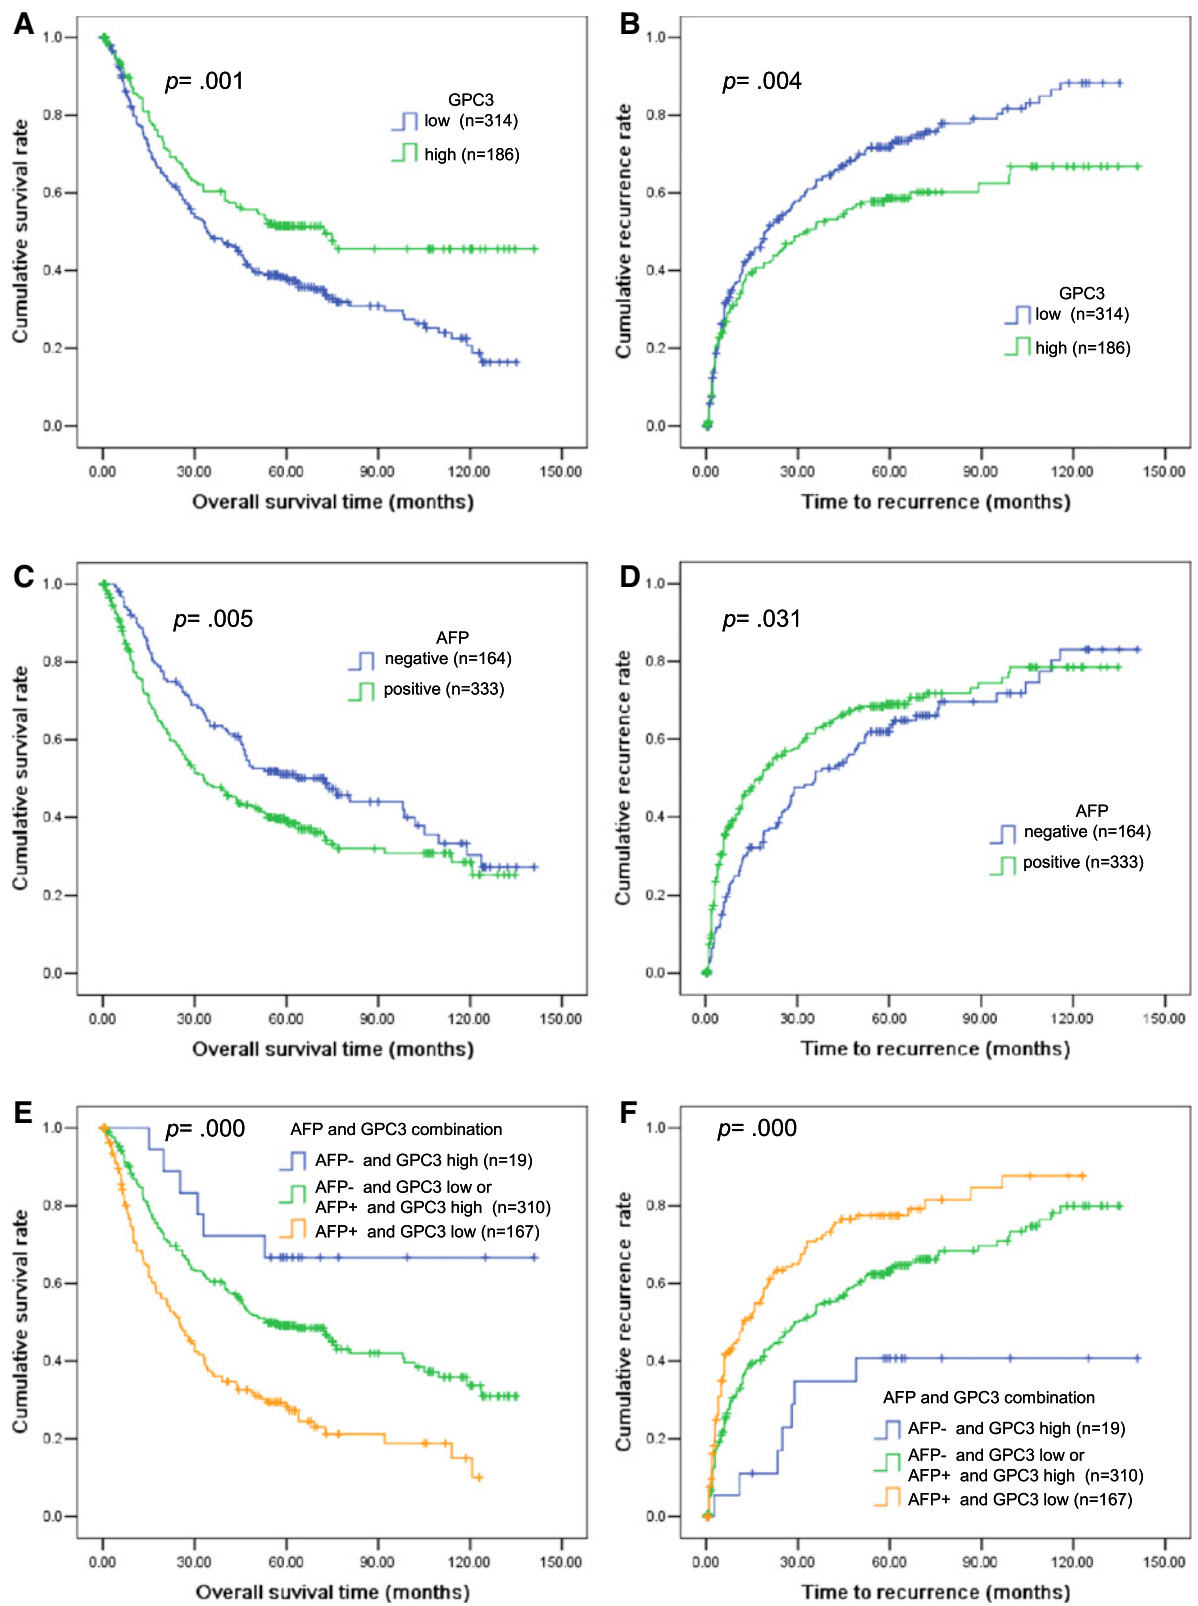 A
p= .001
GPC3
low (n=314)
high (n=186)
Cumulative survival rate
1.0
0.8
0.6
0.4
0.2
0.0
0.00 30.00 60.00 90.00 120.00 150.00
Overall survival time (months)
B
p= .004
GPC3
low (n=314)
high (n=186)
Cumulative recurrence rate
1.0
0.8
0.6
0.4
0.2
0.0
0.00 30.00 60.00 90.00 120.00 150.00
Time to recurrence (months)
C
p= .005
AFP
negative (n=164)
positive (n=333)
Cumulative survival rate
1.0
0.8
0.6
0.4
0.2
0.0
0.00 30.00 60.00 90.00 120.00 150.00
Overall survival time (months)
D
p= .031
AFP
negative (n=164)
positive (n=333)
Cumulative recurrence rate
1.0
0.8
0.6
0.4
0.2
0.0
0.00 30.00 60.00 90.00 120.00 150.00
Time to recurrence (months)
E
p= .000
AFP and GPC3 combination
AFP- and GPC3 high (n=19)
AFP- and GPC3 low or
AFP+ and GPC3 high (n=310)
AFP+ and GPC3 low (n=167)
Cumulative survival rate
1.0
0.8
0.6
0.4
0.2
0.0
0.00 30.00 60.00 90.00 120.00 150.00
Overall suvival time (months)
F
p= .000
AFP and GPC3 combination
AFP- and GPC3 high (n=19)
AFP- and GPC3 low or
AFP+ and GPC3 high (n=310)
AFP+ and GPC3 low (n=167)
Cumulative recurrence rate
1.0
0.8
0.6
0.4
0.2
0.0
0.00 30.00 60.00 90.00 120.00 150.00
Time to recurrence (months)